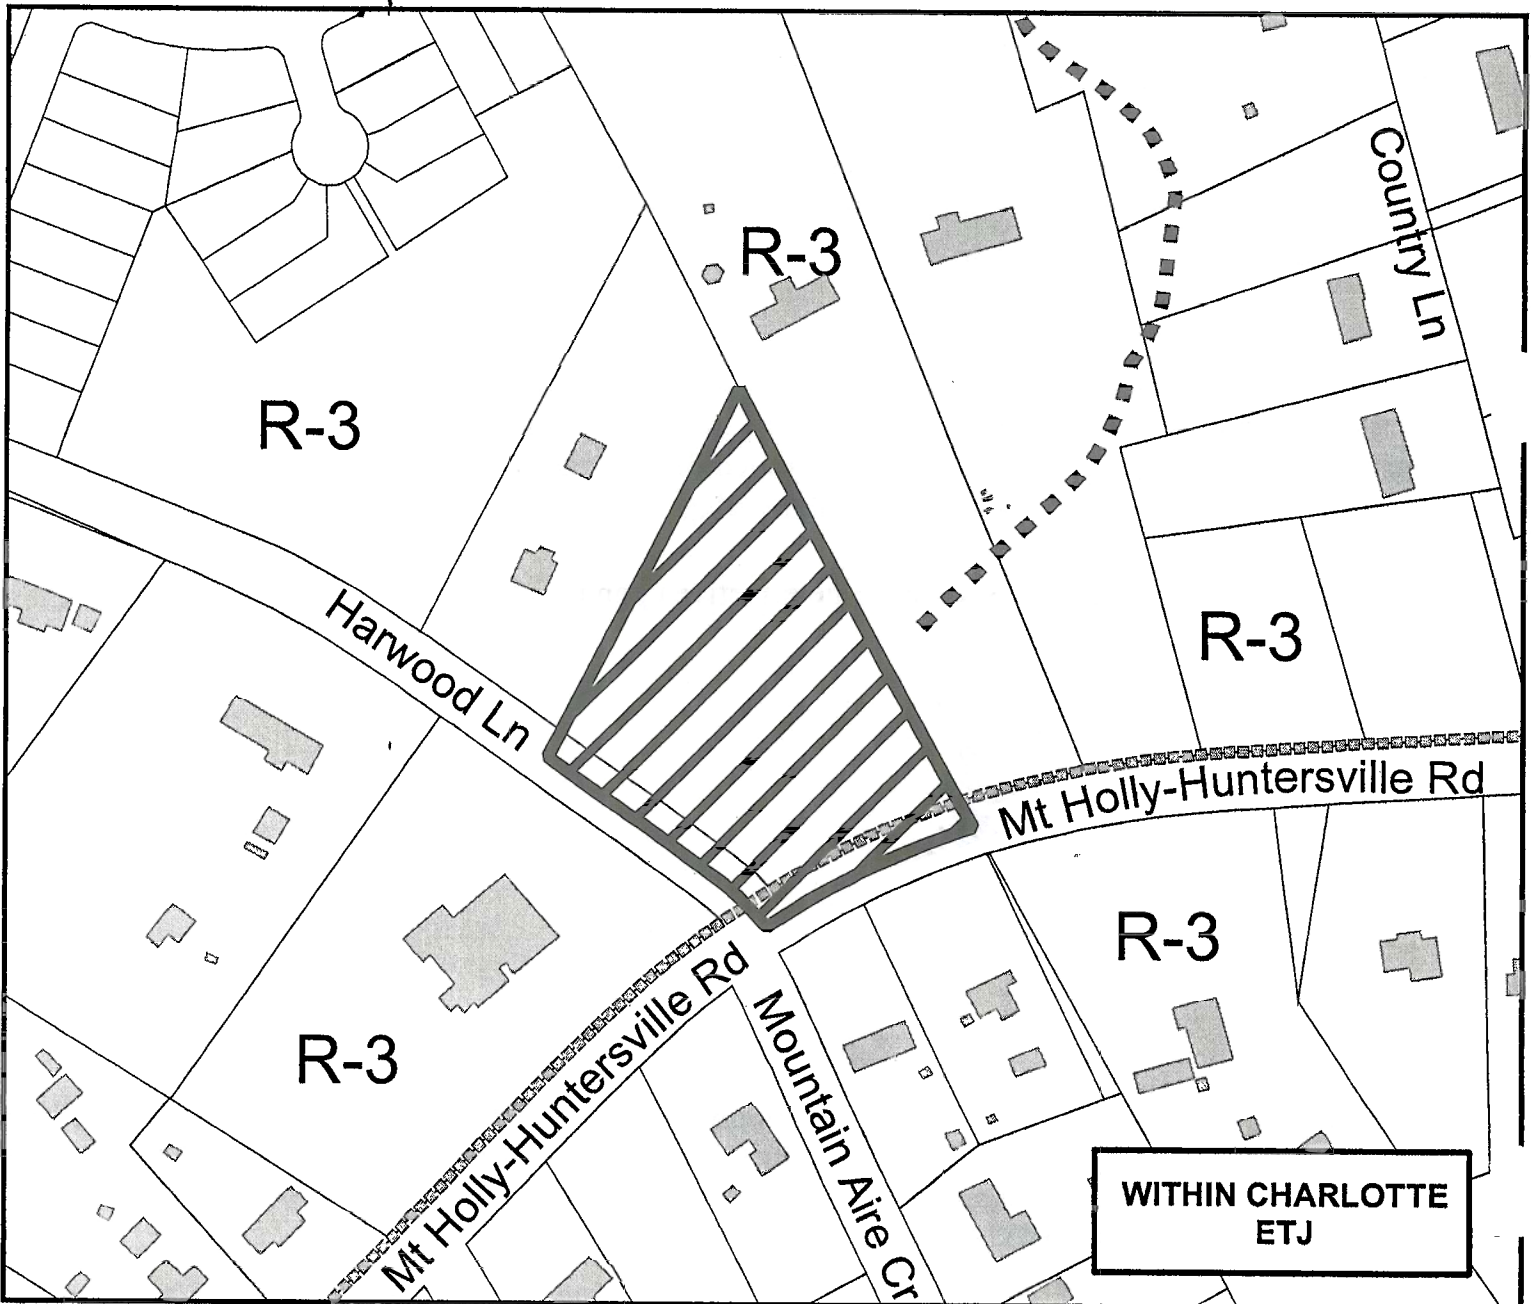 Country Ln
R-3
R-3
Harwood Ln
R-3
Mt Holly-Huntersville Rd
R-3
R-3
Mt Holly-Huntersville Rd
Mountain Aire Cr
WITHIN CHARLOTTE
ETJ